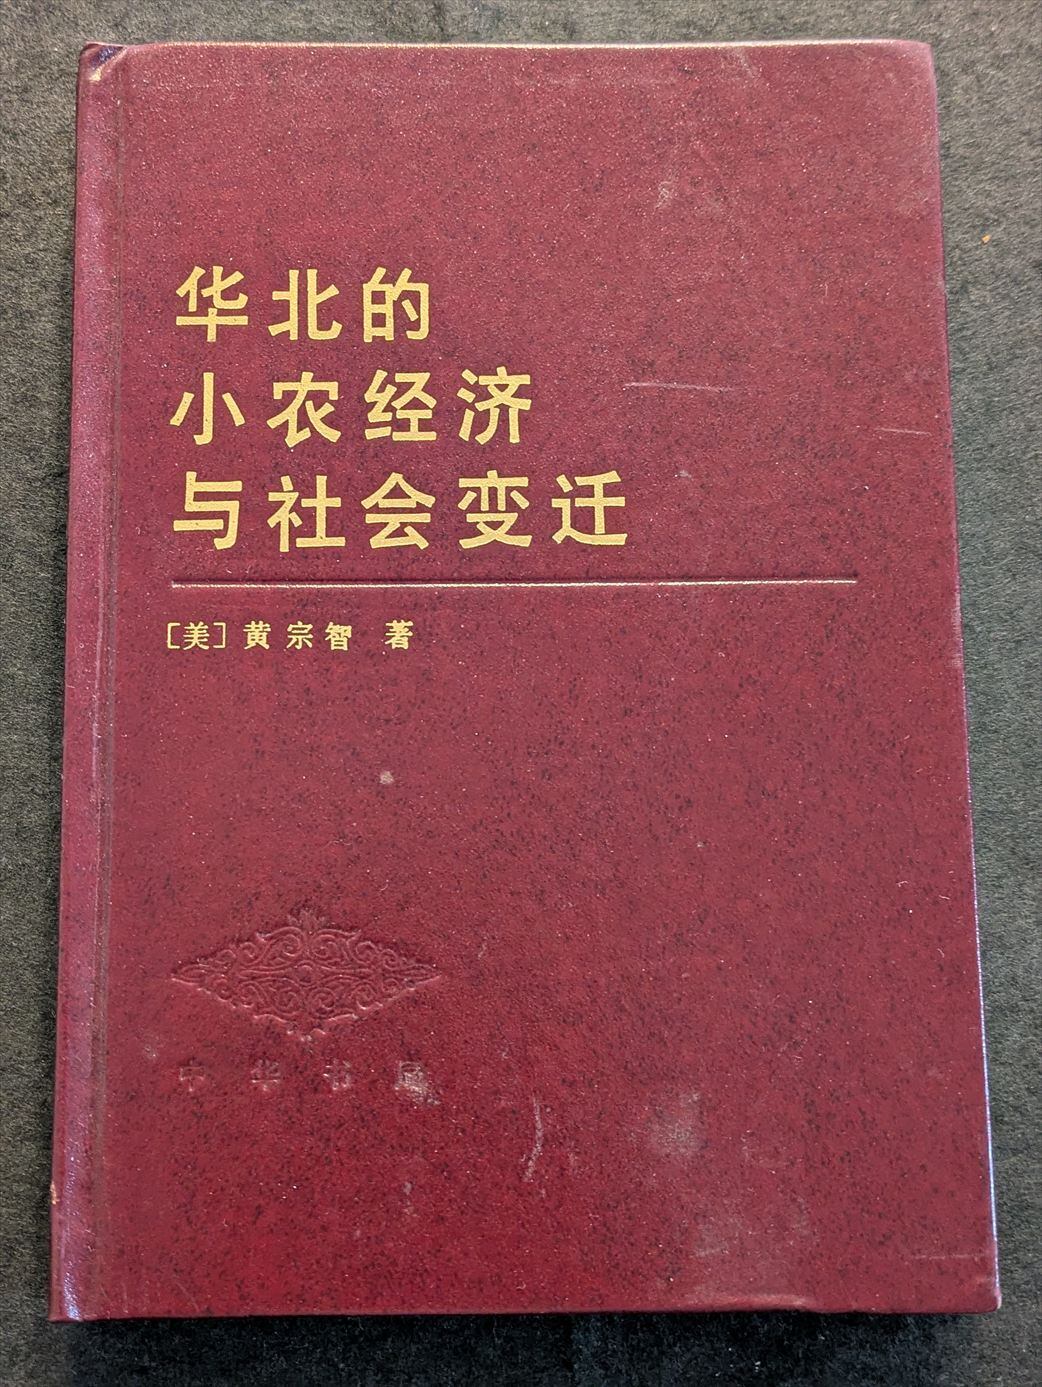 华北的
小农经济
与社会变迁
[美]黄宗智 著
中华书局